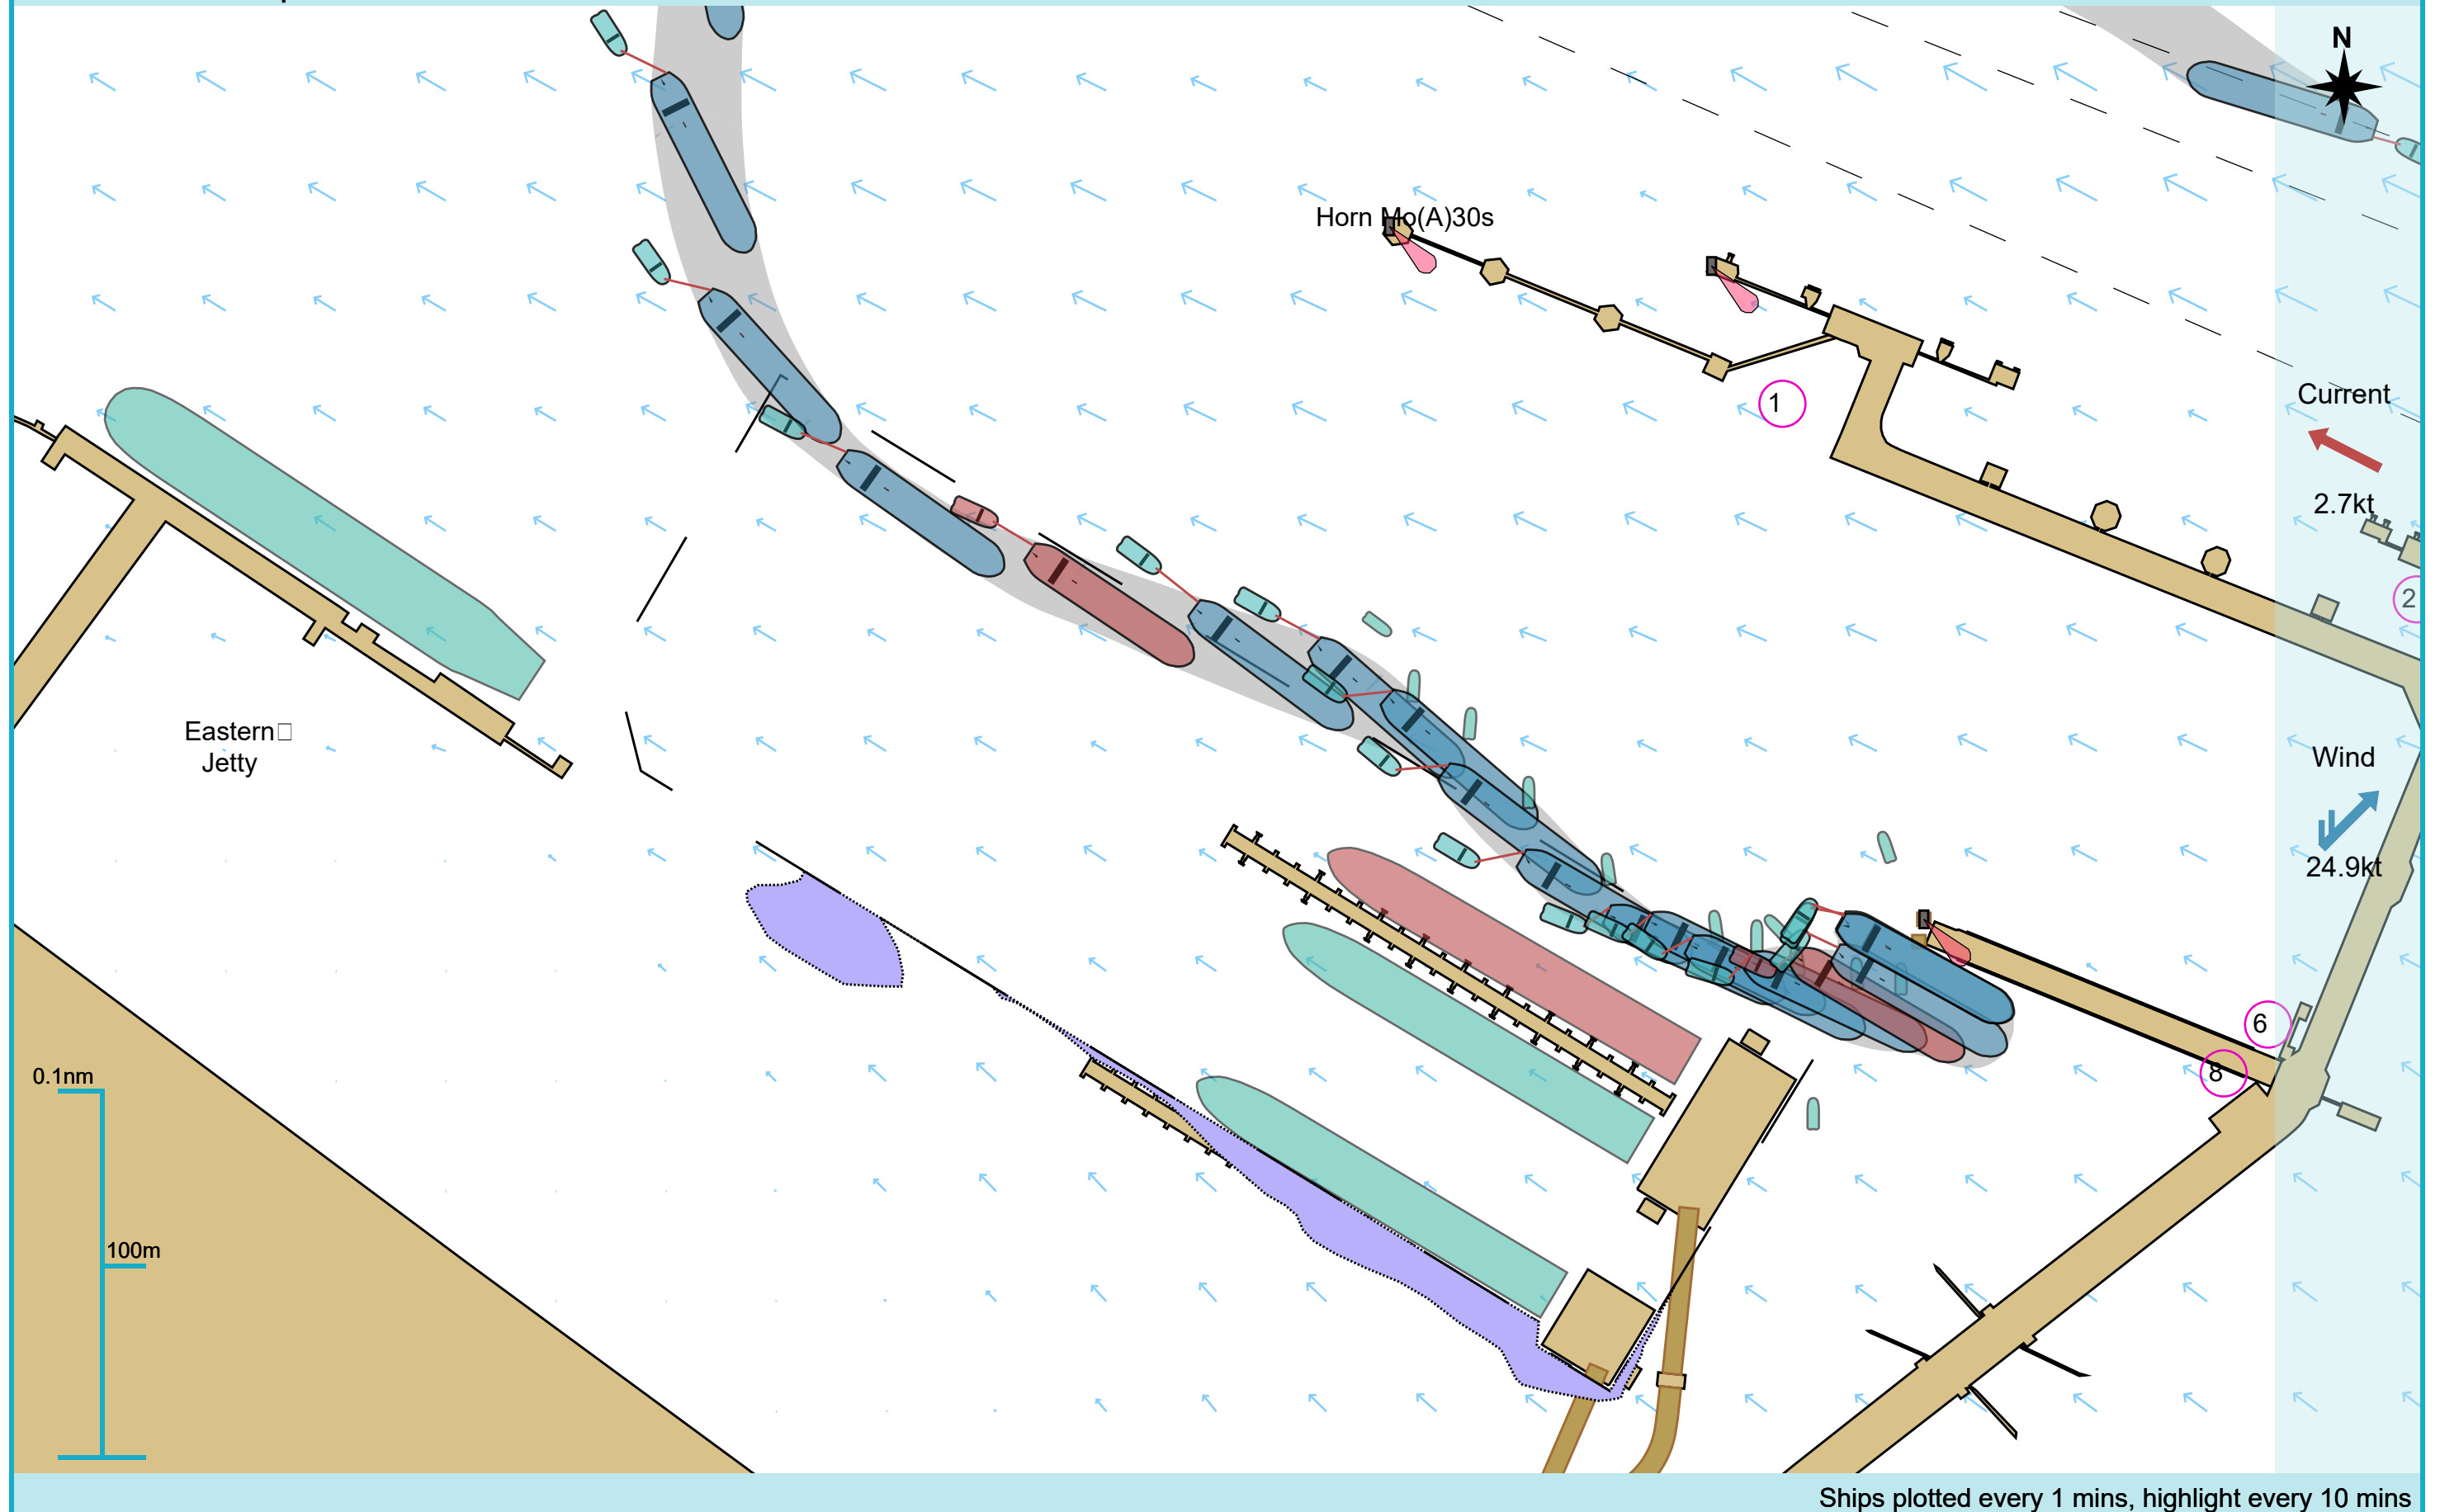 N
Horn Mo(A)30s
1
Current
2.7kt
2
Eastern
Jetty
Wind
24.9kt
6
8
0.1nm
100m
Ships plotted every 1 mins, highlight every 10 mins